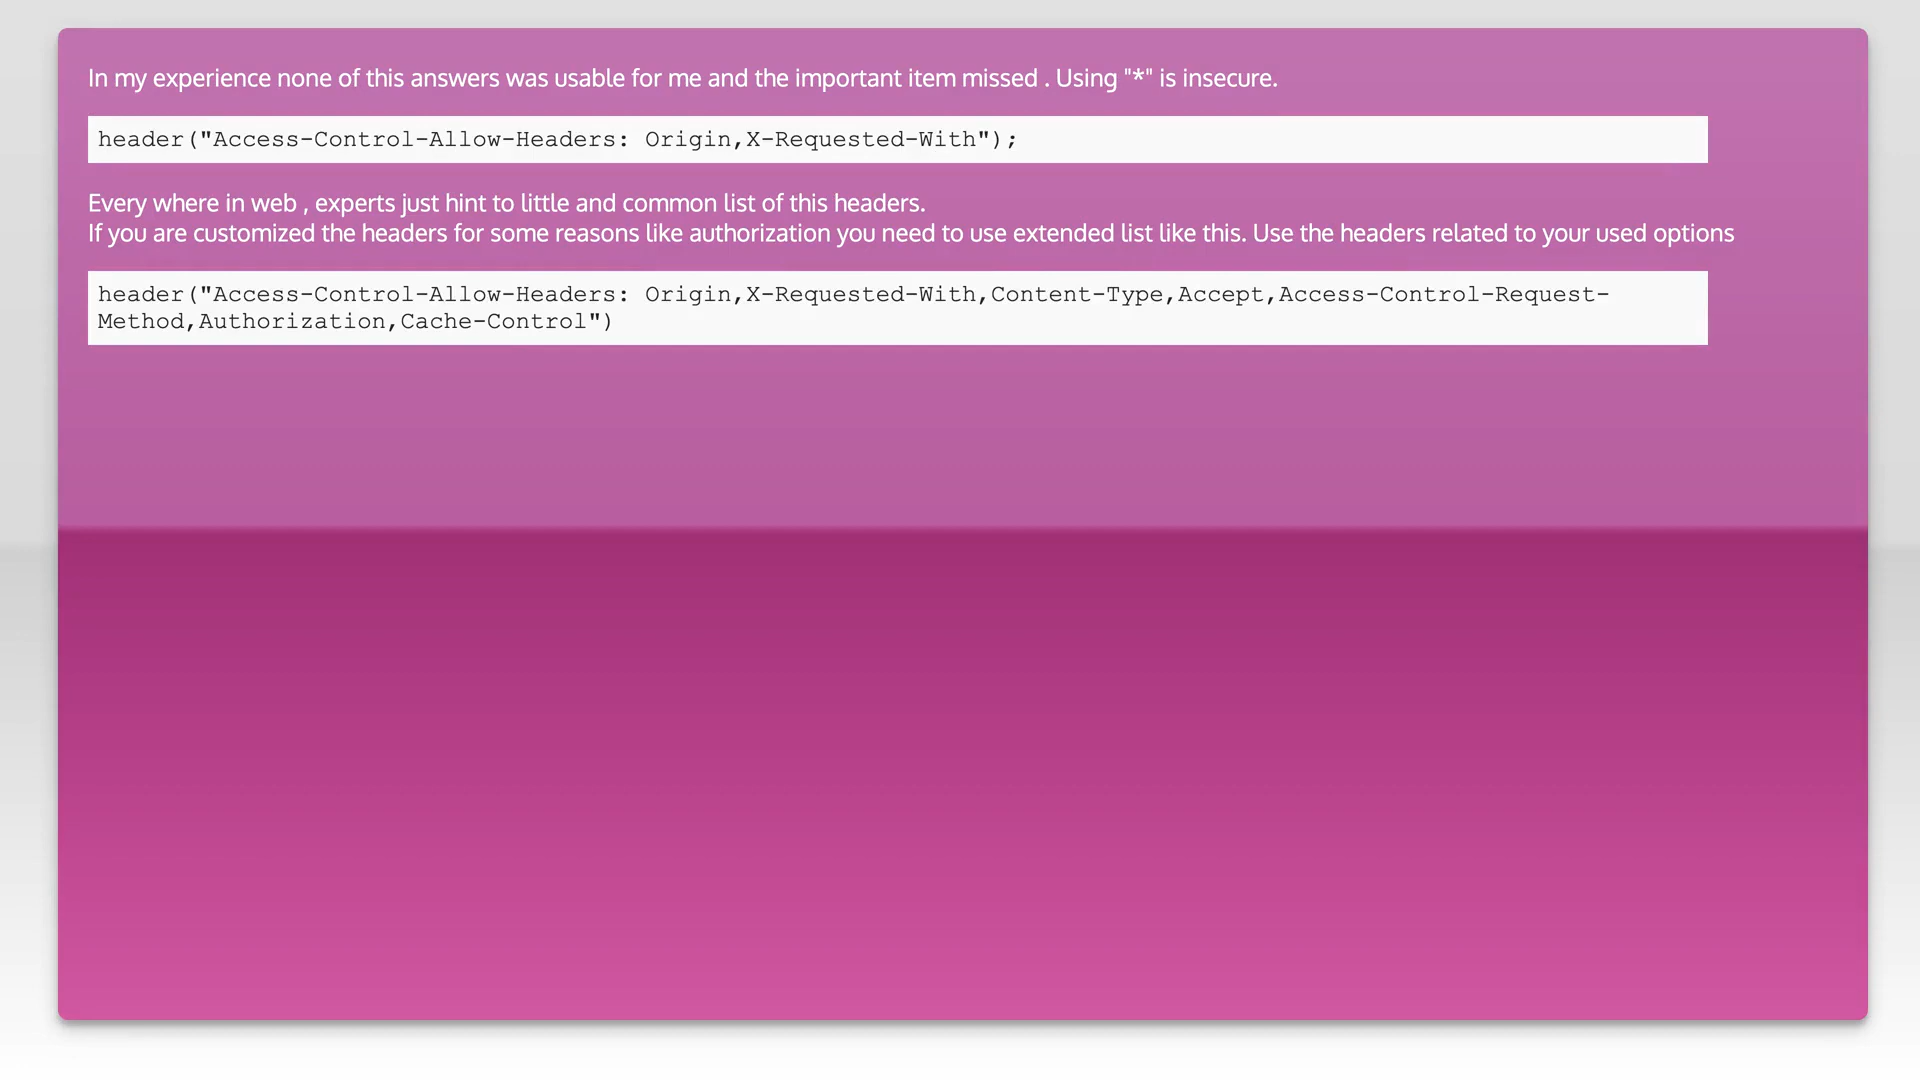 In my experience none of this answers was usable for me and the important item missed . Using "*" is insecure.
header("Access-Control-Allow-Headers: Origin,X-Requested-With");
Every where in web , experts just hint to little and common list of this headers.
If you are customized the headers for some reasons like authorization you need to use extended list like this. Use the headers related to your used options
header("Access-Control-Allow-Headers: Origin,X-Requested-With,Content-Type,Accept,Access-Control-Request-
Method,Authorization,Cache-Control")